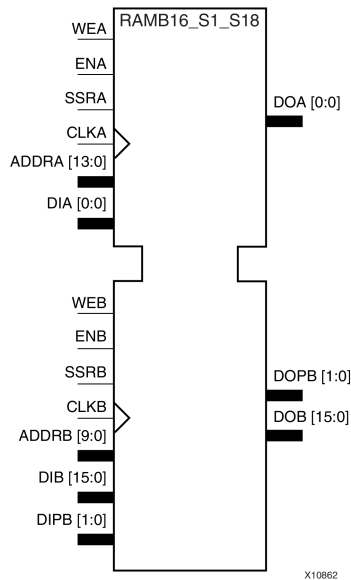 RAMB16_S1_S18
WEA
ENA
SSRA
DOA [0:0]
CLKA
ADDRA [13:0]
DIA [0:0]
WEB
ENB
SSRB
DOPB [1:0]
CLKB
DOB [15:0]
ADDRB [9:0]
DIB [15:0]
DIPB [1:0]
X10862